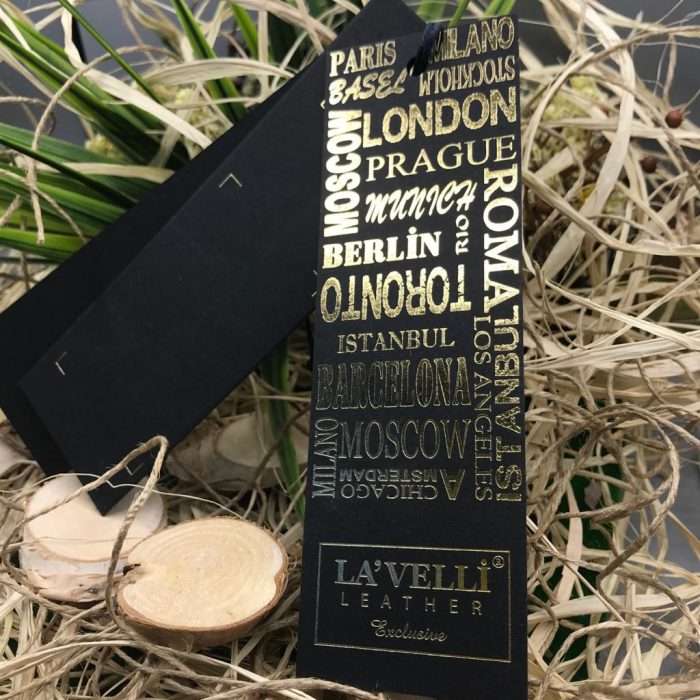 PARIS
MILANO
BASEL
STOCKHOLM
MOSCOW
LONDON
PRAGUE
ROMA
MUNICH
RIO
BERLİN
TORONTO
ISTANBUL
LOS ANGELES
ISTANBUL
BARCELONA
MILANO
MOSCOW
AMSTERDAM
CHICAGO
LA'VELLİ®
LEATHER
Exclusive